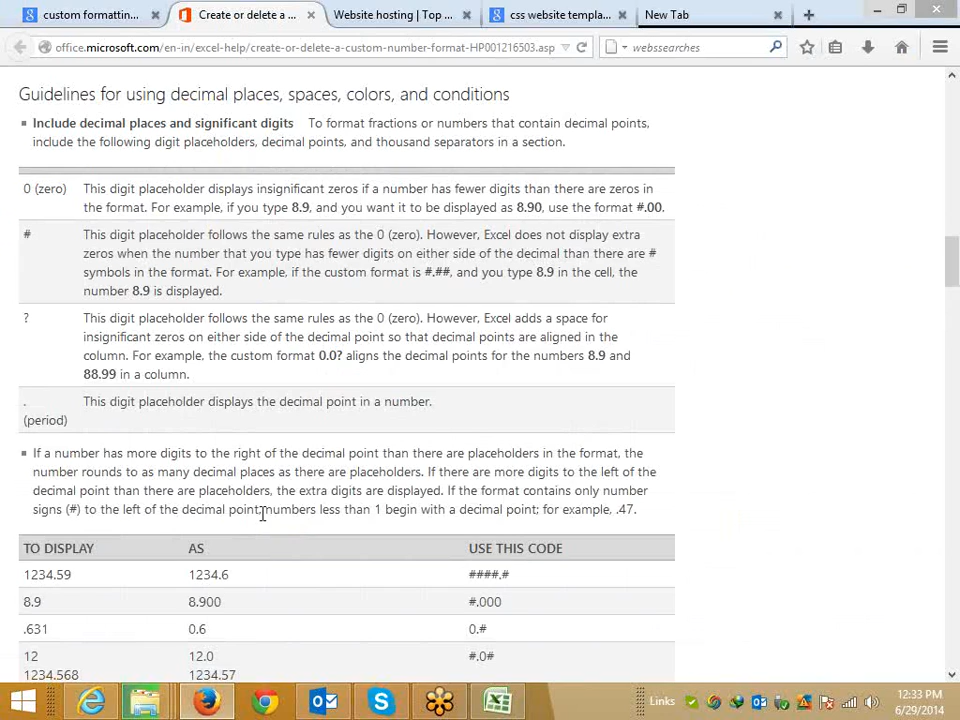 custom formattin...
Create or delete a ...
Website hosting | Top ...
css website templa...
New Tab
office.microsoft.com/en-in/excel-help/create-or-delete-a-custom-number-format-HP001216503.asp
webssearches
Guidelines for using decimal places, spaces, colors, and conditions
Include decimal places and significant digits To format fractions or numbers that contain decimal points,
include the following digit placeholders, decimal points, and thousand separators in a section.
0 (zero) This digit placeholder displays insignificant zeros if a number has fewer digits than there are zeros in
the format. For example, if you type 8.9, and you want it to be displayed as 8.90, use the format #.00.
# This digit placeholder follows the same rules as the 0 (zero). However, Excel does not display extra
zeros when the number that you type has fewer digits on either side of the decimal than there are #
symbols in the format. For example, if the custom format is #.##, and you type 8.9 in the cell, the
number 8.9 is displayed.
? This digit placeholder follows the same rules as the 0 (zero). However, Excel adds a space for
insignificant zeros on either side of the decimal point so that decimal points are aligned in the
column. For example, the custom format 0.0? aligns the decimal points for the numbers 8.9 and
88.99 in a column.
. This digit placeholder displays the decimal point in a number.
(period)
If a number has more digits to the right of the decimal point than there are placeholders in the format, the
number rounds to as many decimal places as there are placeholders. If there are more digits to the left of the
decimal point than there are placeholders, the extra digits are displayed. If the format contains only number
signs (#) to the left of the decimal point, numbers less than 1 begin with a decimal point; for example, .47.
TO DISPLAY AS USE THIS CODE
1234.59 1234.6 ####.#
8.9 8.900 #.000
.631 0.6 0.#
12 12.0 #.0#
1234.568 1234.57
Links
12:33 PM
6/29/2014